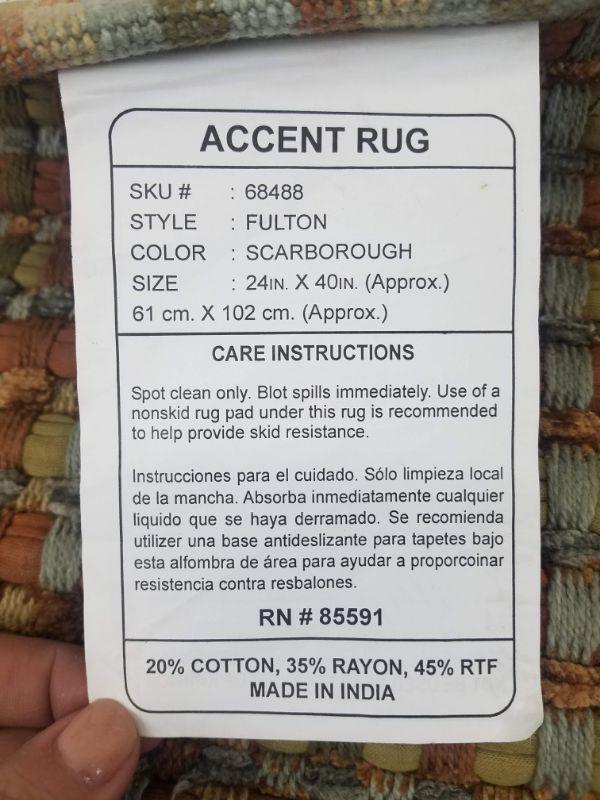 ACCENT RUG
SKU # : 68488
STYLE : FULTON
COLOR : SCARBOROUGH
SIZE : 24IN. X 40IN. (Approx.)
61 cm. X 102 cm. (Approx.)
CARE INSTRUCTIONS
Spot clean only. Blot spills immediately. Use of a
nonskid rug pad under this rug is recommended
to help provide skid resistance.
Instrucciones para el cuidado. Sólo limpieza local
de la mancha. Absorba inmediatamente cualquier
liquido que se haya derramado. Se recomienda
utilizer una base antideslizante para tapetes bajo
esta alfombra de área para ayudar a proporcoinar
resistencia contra resbalones.
RN # 85591
20% COTTON, 35% RAYON, 45% RTF
MADE IN INDIA